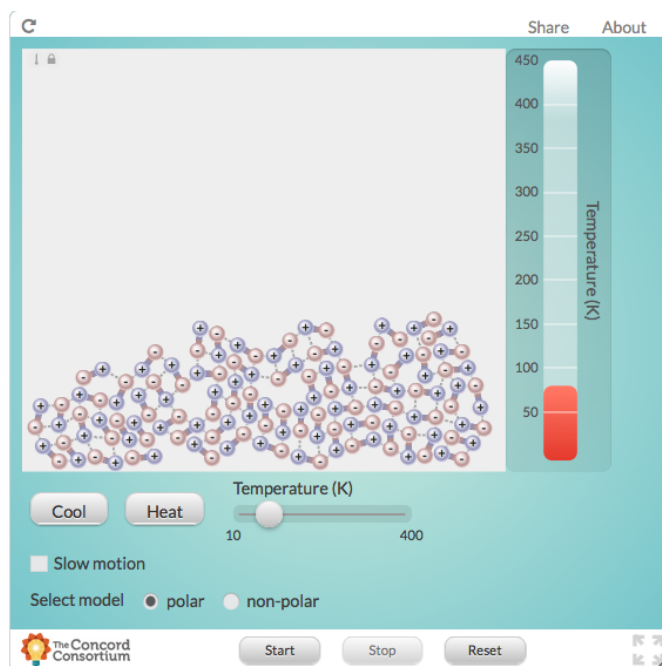 Share About
450
400
350
300
250
200
150
100
50
Temperature (K)
Cool Heat
Temperature (K)
10 400
Slow motion
Select model polar non-polar
The Concord
Consortium
Start Stop Reset